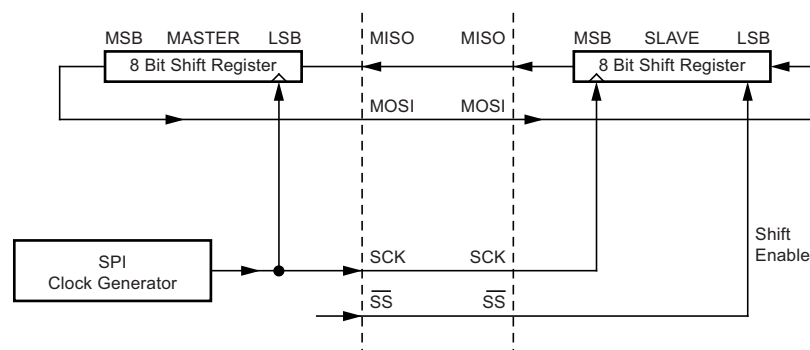 MSB MASTER LSB
8 Bit Shift Register
MISO
MISO
MSB SLAVE LSB
8 Bit Shift Register
MOSI
MOSI
SPI
Clock Generator
SCK
SCK
Shift
Enable
SS
SS